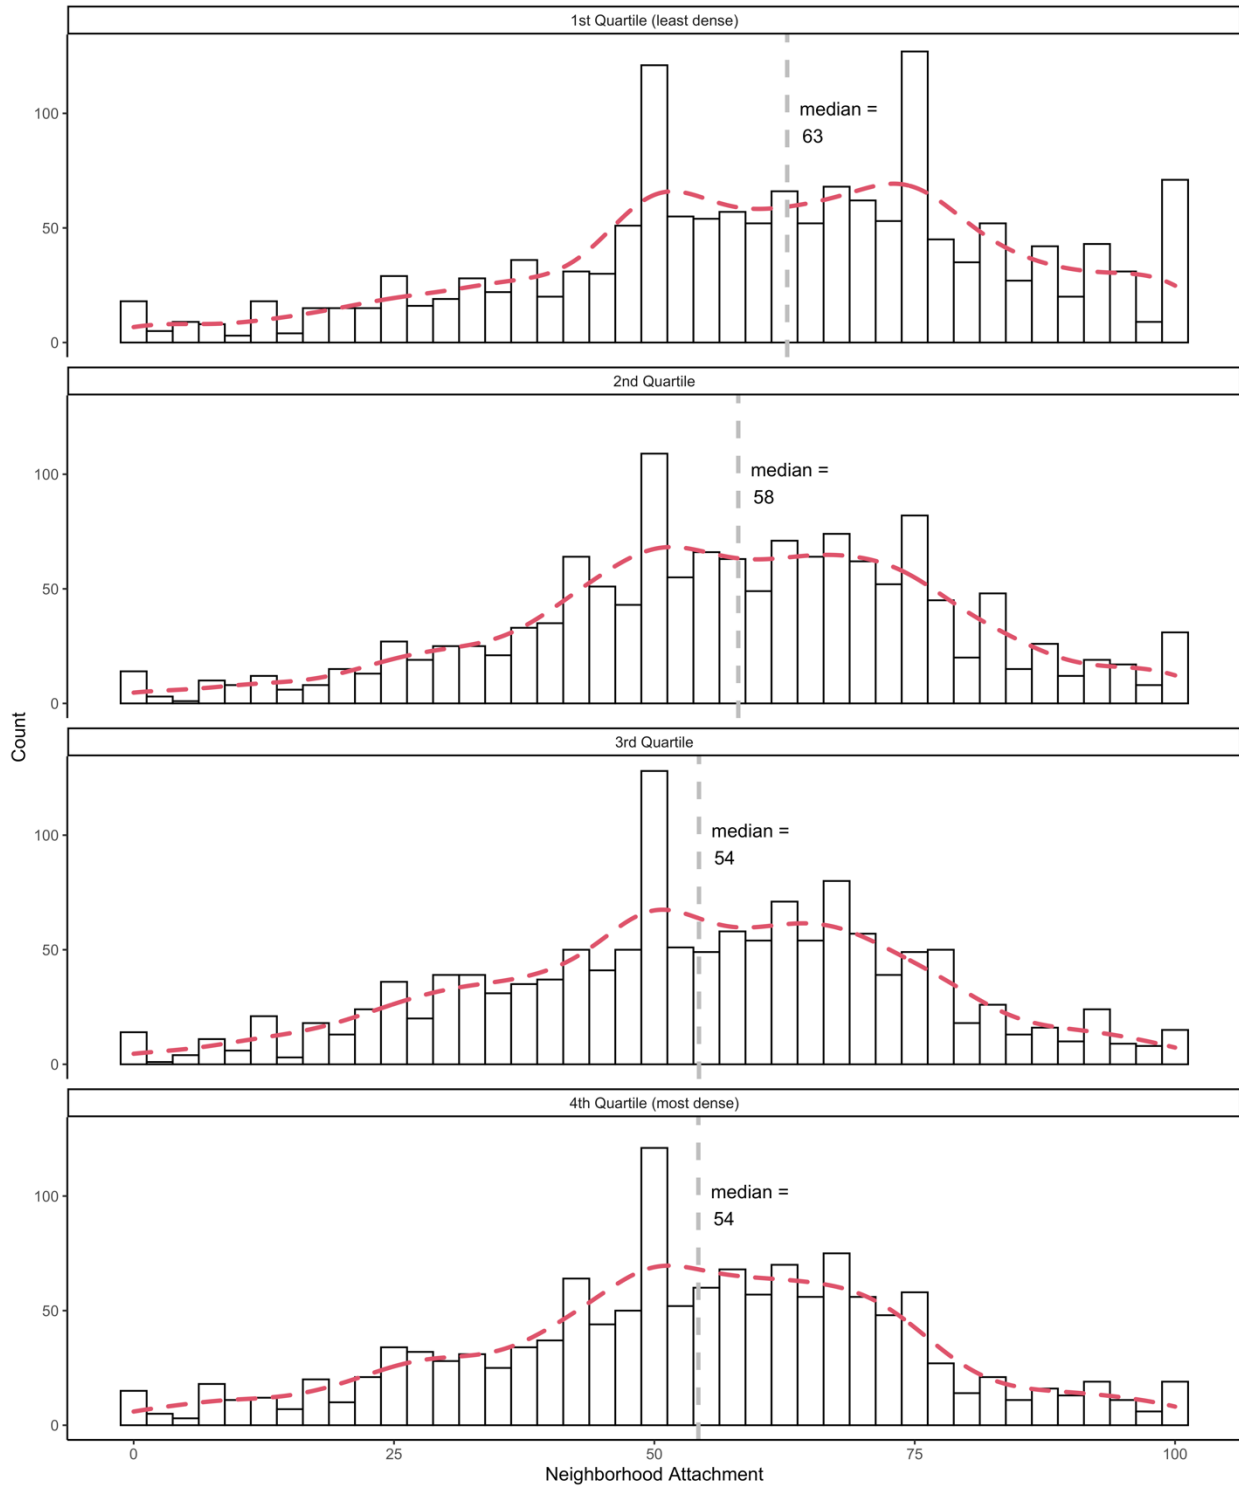 1st Quartile (least dense)
100
50
0
median =
63
2nd Quartile
100
50
0
median =
58
3rd Quartile
100
50
0
median =
54
4th Quartile (most dense)
100
50
0
median =
54
Count
0 25 50 75 100
Neighborhood Attachment